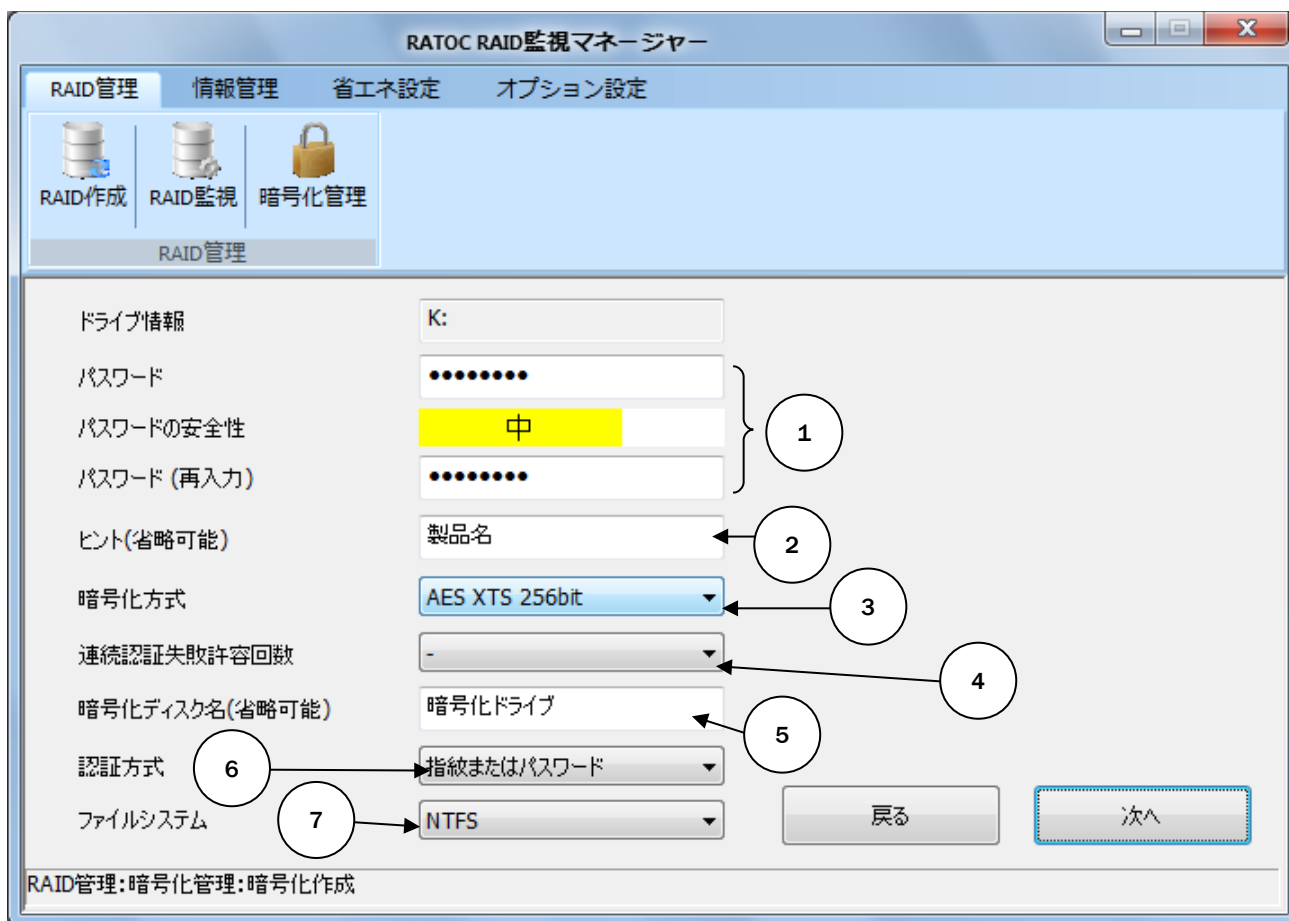 RATOC RAID監視マネージャー
RAID管理 情報管理 省エネ設定 オプション設定
RAID作成 RAID監視 暗号化管理
RAID管理
ドライブ情報 K:
パスワード ●●●●●●●●
パスワードの安全性 中
1
パスワード (再入力) ●●●●●●●●
ヒント(省略可能) 製品名
2
暗号化方式 AES XTS 256bit
3
連続認証失敗許容回数 -
4
暗号化ディスク名(省略可能) 暗号化ドライブ
5
認証方式 6 指紋またはパスワード
ファイルシステム 7 NTFS
戻る 次へ
RAID管理:暗号化管理:暗号化作成